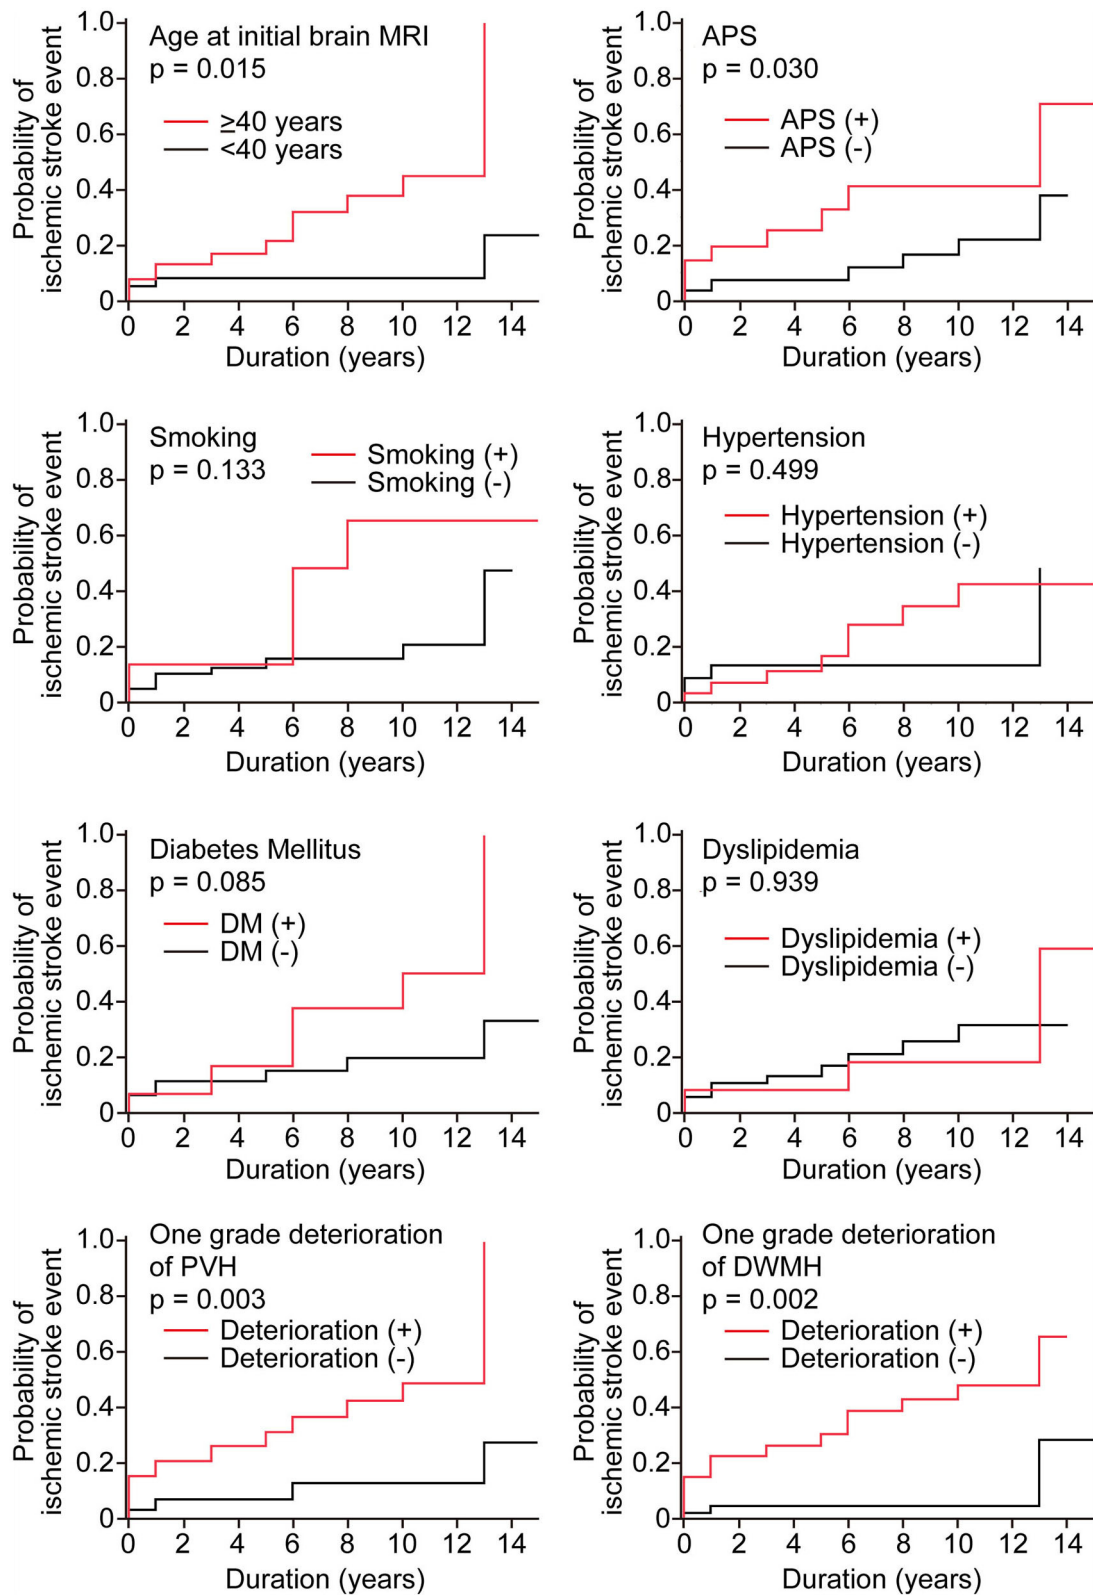 Probability of
ischemic stroke event
1.0
0.8
0.6
0.4
0.2
0
Age at initial brain MRI
p = 0.015
≥40 years
<40 years
0 2 4 6 8 10 12 14
Duration (years)
Probability of
ischemic stroke event
1.0
0.8
0.6
0.4
0.2
0
APS
p = 0.030
APS (+)
APS (-)
0 2 4 6 8 10 12 14
Duration (years)
Probability of
ischemic stroke event
1.0
0.8
0.6
0.4
0.2
0
Smoking
p = 0.133
Smoking (+)
Smoking (-)
0 2 4 6 8 10 12 14
Duration (years)
Probability of
ischemic stroke event
1.0
0.8
0.6
0.4
0.2
0
Hypertension
p = 0.499
Hypertension (+)
Hypertension (-)
0 2 4 6 8 10 12 14
Duration (years)
Probability of
ischemic stroke event
1.0
0.8
0.6
0.4
0.2
0
Diabetes Mellitus
p = 0.085
DM (+)
DM (-)
0 2 4 6 8 10 12 14
Duration (years)
Probability of
ischemic stroke event
1.0
0.8
0.6
0.4
0.2
0
Dyslipidemia
p = 0.939
Dyslipidemia (+)
Dyslipidemia (-)
0 2 4 6 8 10 12 14
Duration (years)
Probability of
ischemic stroke event
1.0
0.8
0.6
0.4
0.2
0
One grade deterioration
of PVH
p = 0.003
Deterioration (+)
Deterioration (-)
0 2 4 6 8 10 12 14
Duration (years)
Probability of
ischemic stroke event
1.0
0.8
0.6
0.4
0.2
0
One grade deterioration
of DWMH
p = 0.002
Deterioration (+)
Deterioration (-)
0 2 4 6 8 10 12 14
Duration (years)